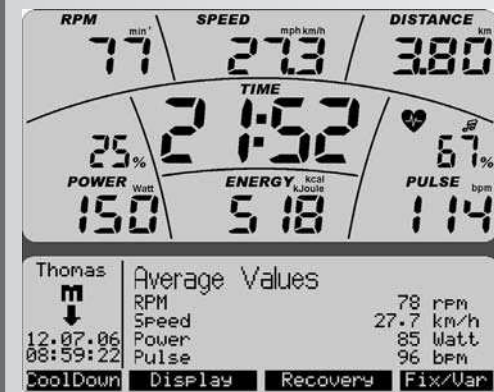 RPM SPEED DISTANCE
min¯¹ mph km/h km
77 27.3 3.80
TIME
21:52
25% 67%
POWER Watt ENERGY kcal kJoule PULSE bpm
150 518 114
Thomas
m
12.07.06
08:59:22
Average Values
RPM 78 rpm
Speed 27.7 km/h
Power 85 Watt
Pulse 96 bpm
CoolDown Display Recovery Fix/Var